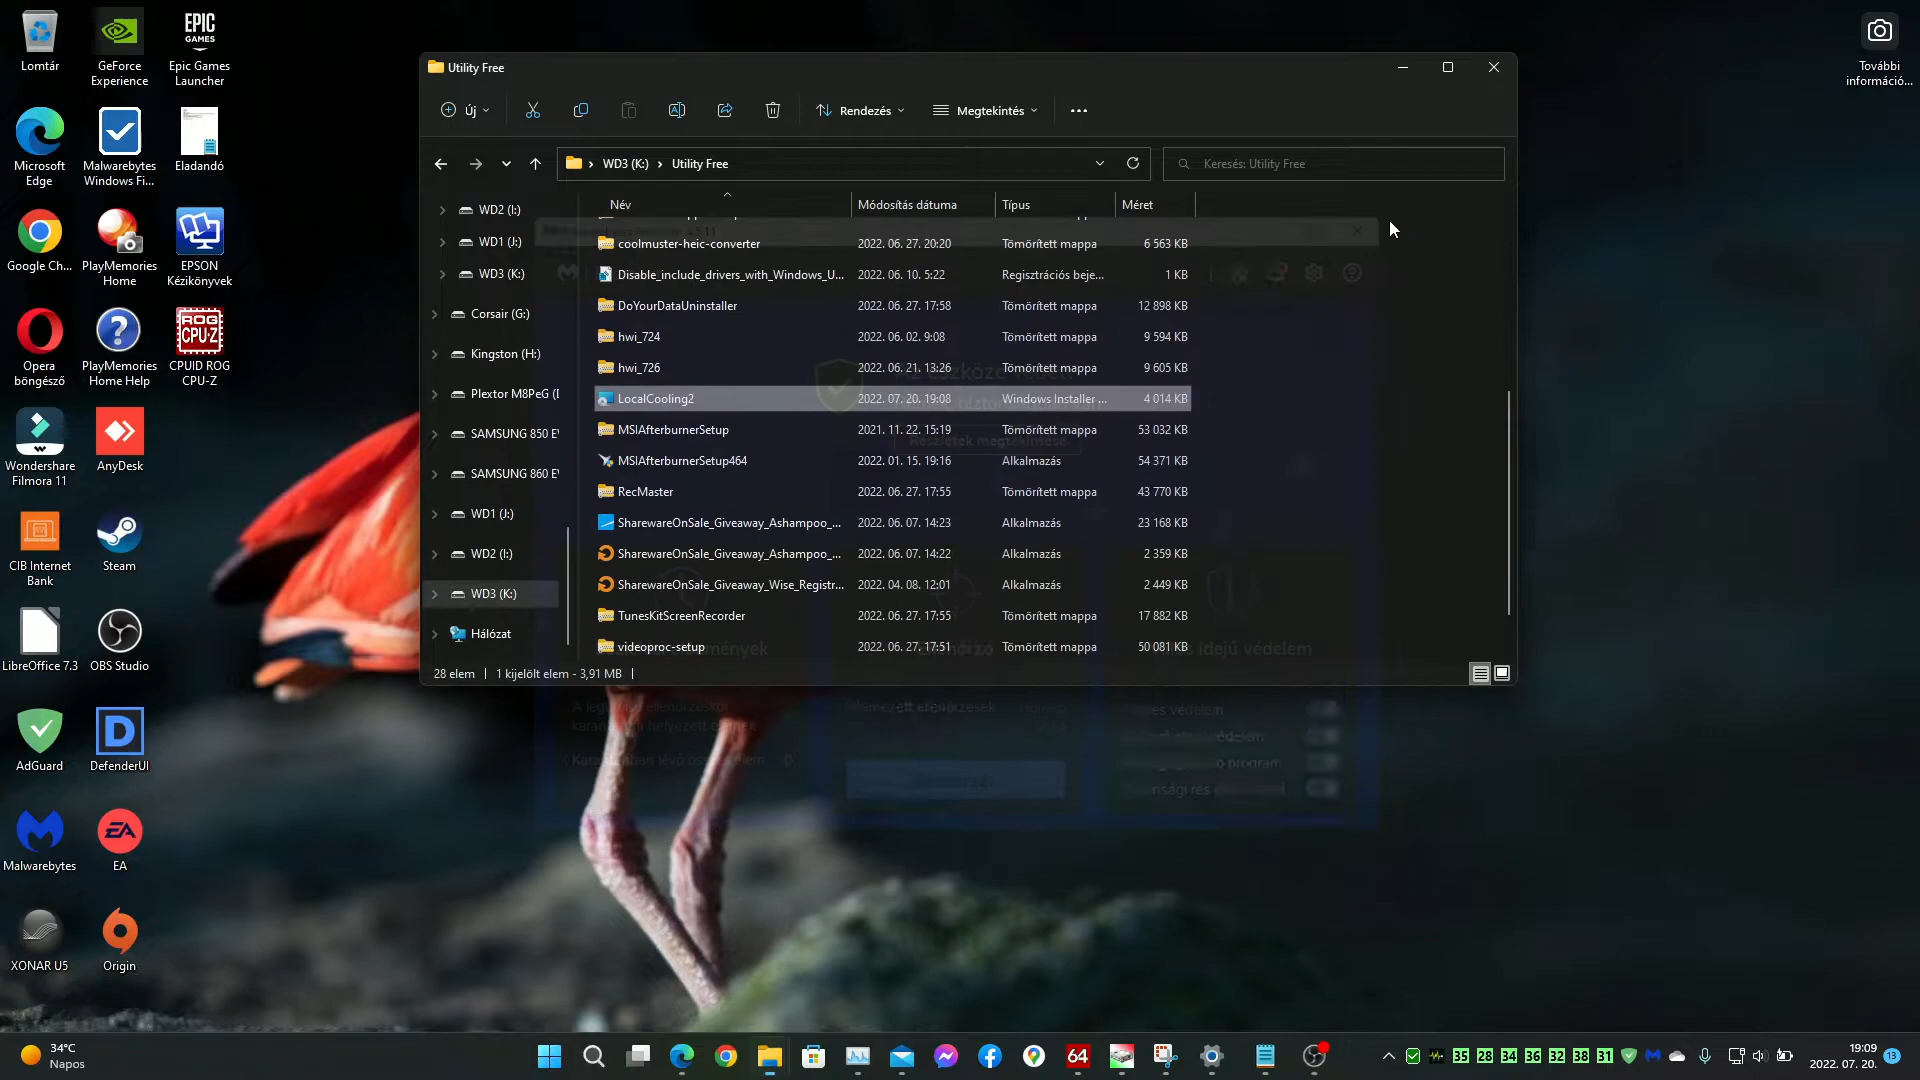 Lomtár
GeForce
Experience
Epic Games
Launcher
EPIC
GAMES
Microsoft
Edge
Malwarebytes
Windows Fi...
Eladandó
Google Ch...
PlayMemories
Home
EPSON
Kézikönyvek
Opera
böngésző
PlayMemories
Home Help
CPUID ROG
CPU-Z
ROG
CPU-Z
Wondershare
Filmora 11
AnyDesk
CIB Internet
Bank
Steam
LibreOffice 7.3
OBS Studio
AdGuard
DefenderUI
Malwarebytes
EA
XONAR U5
Origin
További
információ...
Utility Free
Új
Rendezés
Megtekintés
WD3 (K:) › Utility Free
Keresés: Utility Free
WD2 (I:)
WD1 (J:)
WD3 (K:)
Corsair (G:)
Kingston (H:)
Plextor M8PeG (
SAMSUNG 850 E
SAMSUNG 860 E
WD1 (J:)
WD2 (I:)
WD3 (K:)
Hálózat
Név Módosítás dátuma Típus Méret
coolmuster-heic-converter 2022. 06. 27. 20:20 Tömörített mappa 6 563 KB
Disable_include_drivers_with_Windows_U... 2022. 06. 10. 5:22 Regisztrációs beje... 1 KB
DoYourDataUninstaller 2022. 06. 27. 17:58 Tömörített mappa 12 898 KB
hwi_724 2022. 06. 02. 9:08 Tömörített mappa 9 594 KB
hwi_726 2022. 06. 21. 13:26 Tömörített mappa 9 605 KB
LocalCooling2 2022. 07. 20. 19:08 Windows Installer ... 4 014 KB
Részletek megtekintése
MSIAfterburnerSetup 2021. 11. 22. 15:19 Tömörített mappa 53 032 KB
MSIAfterburnerSetup464 2022. 01. 15. 19:16 Alkalmazás 54 371 KB
RecMaster 2022. 06. 27. 17:55 Tömörített mappa 43 770 KB
SharewareOnSale_Giveaway_Ashampoo_... 2022. 06. 07. 14:23 Alkalmazás 23 168 KB
SharewareOnSale_Giveaway_Ashampoo_... 2022. 06. 07. 14:22 Alkalmazás 2 359 KB
SharewareOnSale_Giveaway_Wise_Registr... 2022. 04. 08. 12:01 Alkalmazás 2 449 KB
TunesKitScreenRecorder 2022. 06. 27. 17:55 Tömörített mappa 17 882 KB
videoproc-setup 2022. 06. 27. 17:51 Tömörített mappa 50 081 KB
idejű védelem
28 elem 1 kijelölt elem - 3,91 MB
34°C
Napos
64
35 28 34 36 32 38 31
19:09
2022. 07. 20.
13